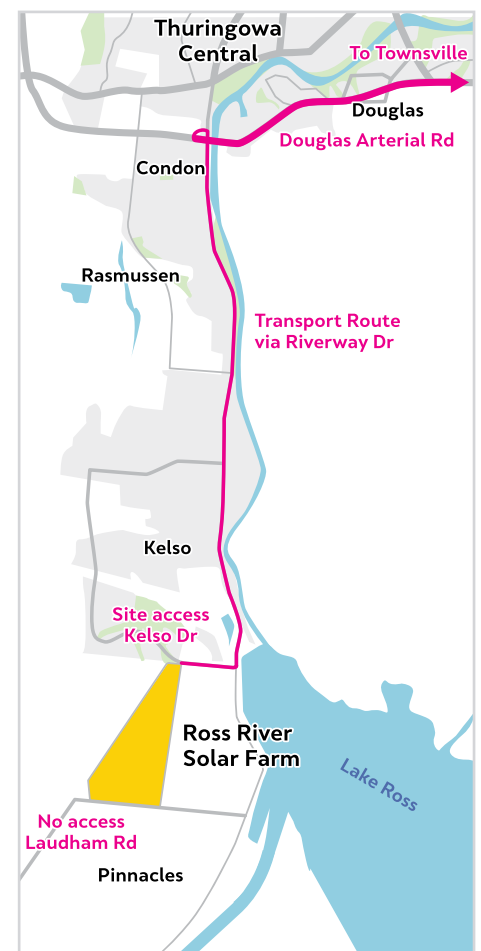 Thuringowa
Central
To Townsville
Douglas
Douglas Arterial Rd
Condon
Rasmussen
Transport Route
via Riverway Dr
Kelso
Site access
Kelso Dr
Ross River
Solar Farm
Lake Ross
No access
Laudham Rd
Pinnacles